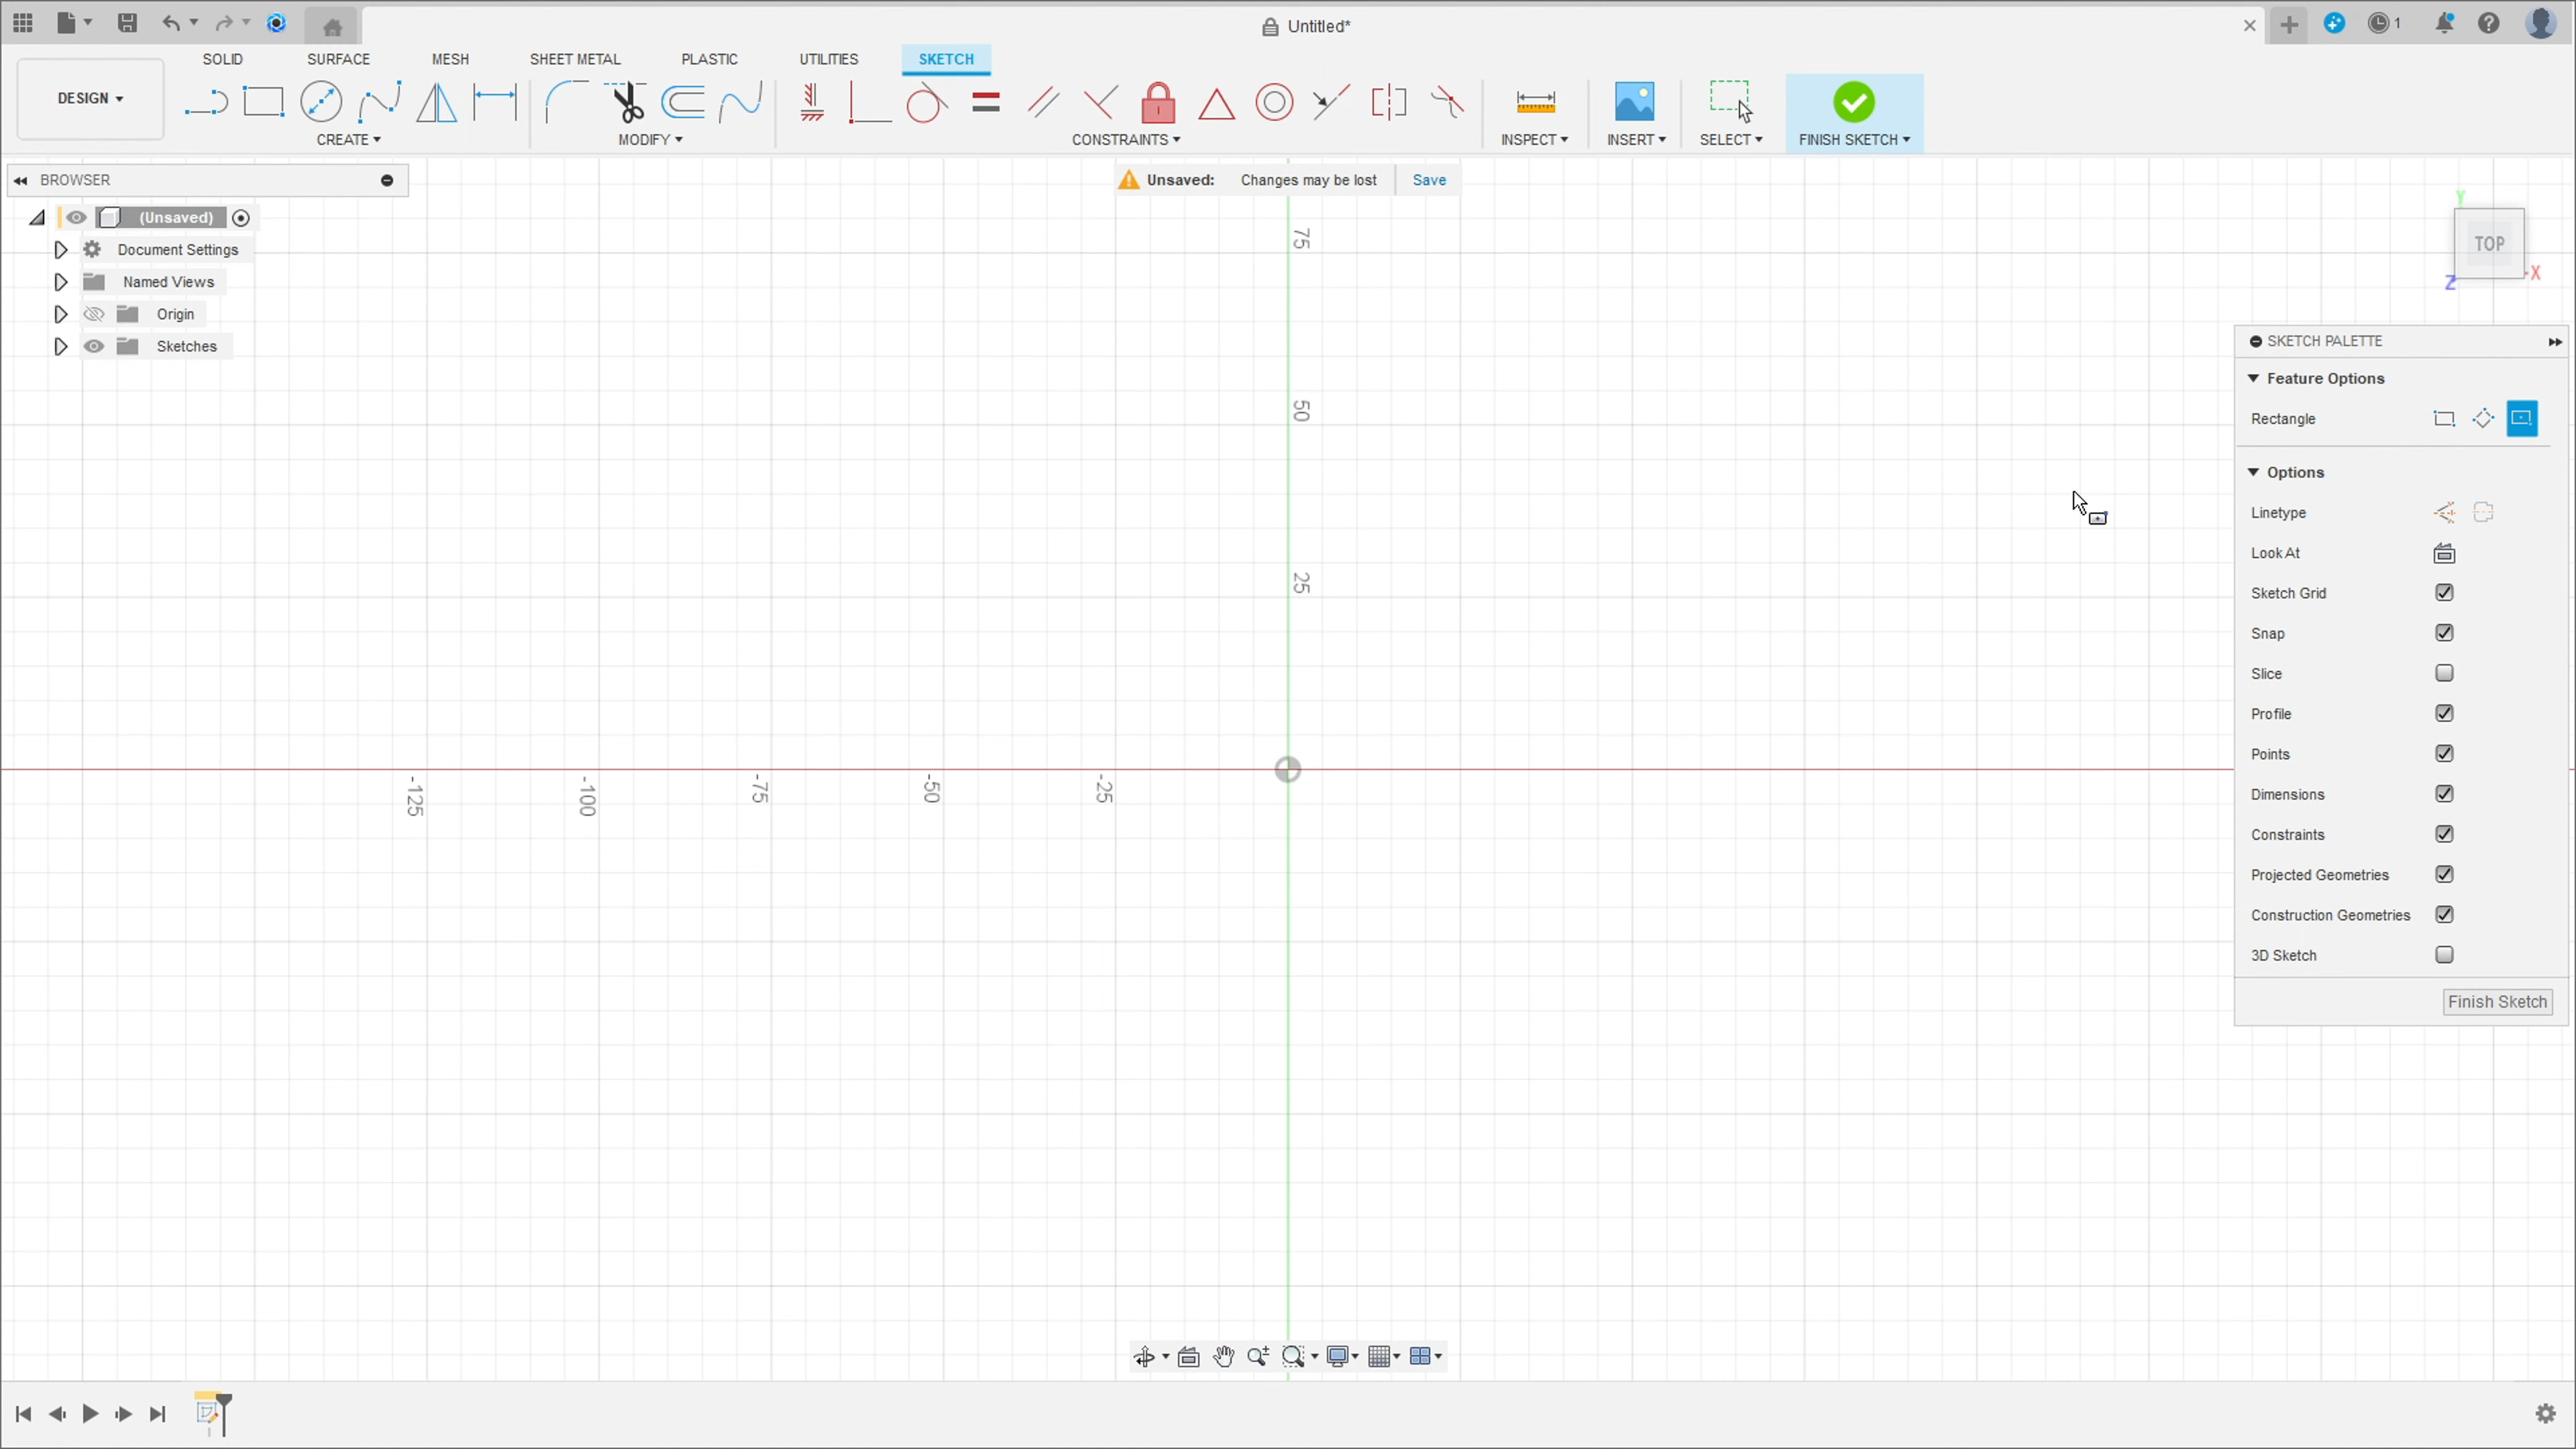 Untitled*
1
SOLID SURFACE MESH SHEET METAL PLASTIC UTILITIES SKETCH
DESIGN
CREATE MODIFY CONSTRAINTS INSPECT INSERT SELECT FINISH SKETCH
BROWSER
Unsaved: Changes may be lost Save
(Unsaved)
Document Settings
Named Views
Origin
Sketches
Y
TOP
X
Z
75
50
25
-125
-100
-75
-50
-25
SKETCH PALETTE
Feature Options
Rectangle
Options
Linetype
Look At
Sketch Grid
Snap
Slice
Profile
Points
Dimensions
Constraints
Projected Geometries
Construction Geometries
3D Sketch
Finish Sketch